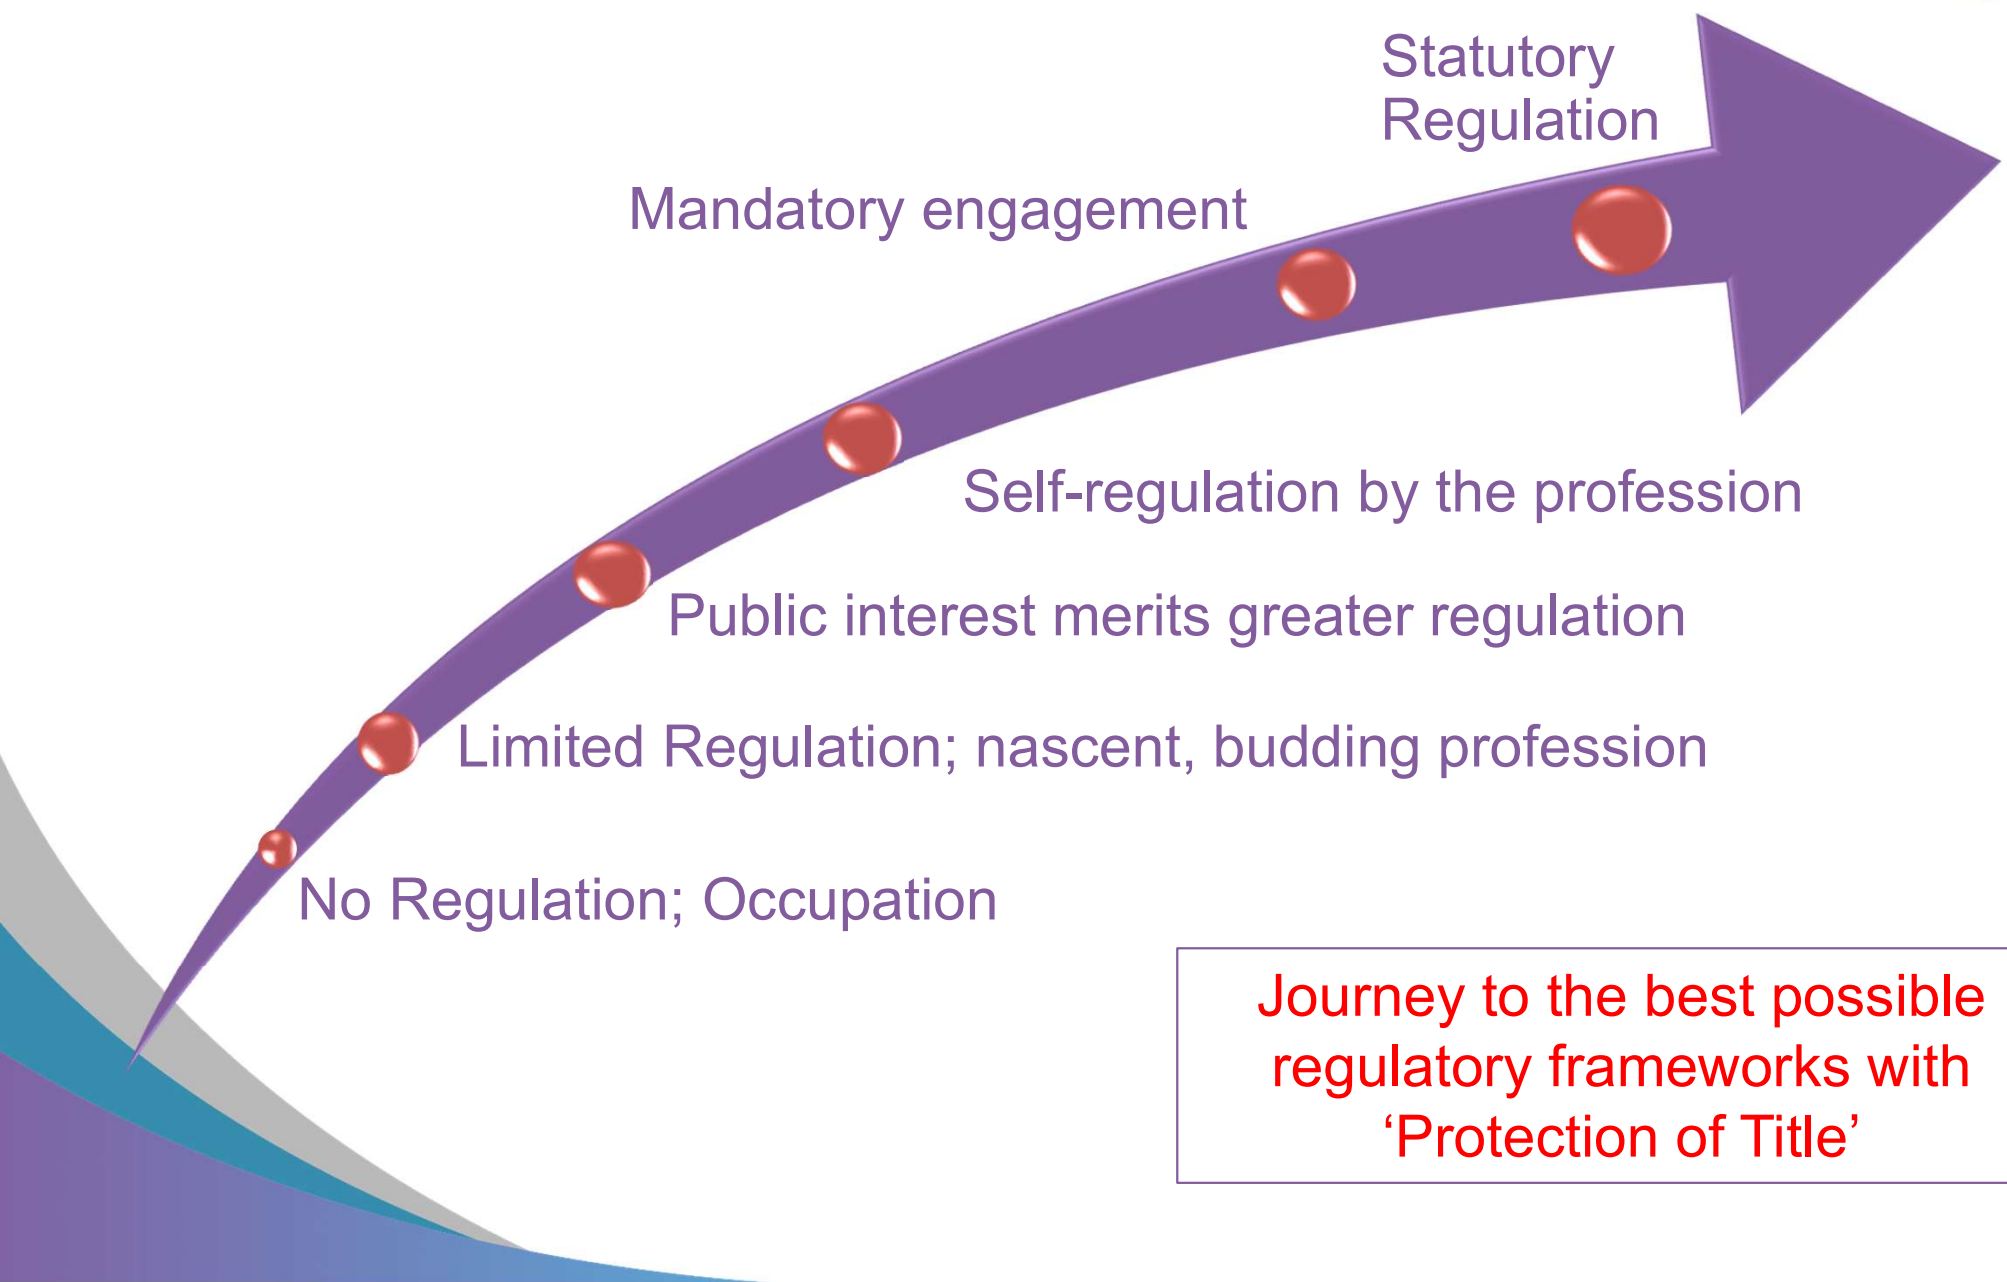 Statutory
Regulation
Mandatory engagement
Self-regulation by the profession
Public interest merits greater regulation
Limited Regulation; nascent, budding profession
No Regulation; Occupation
Journey to the best possible
regulatory frameworks with
‘Protection of Title’